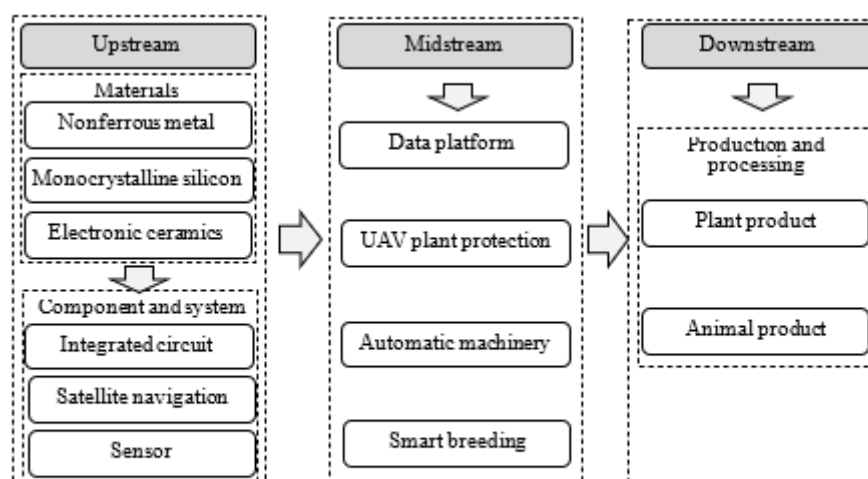 Upstream
Materials
Nonferrous metal
Monocrystalline silicon
Electronic ceramics
Component and system
Integrated circuit
Satellite navigation
Sensor
Midstream
Data platform
UAV plant protection
Automatic machinery
Smart breeding
Downstream
Production and
processing
Plant product
Animal product